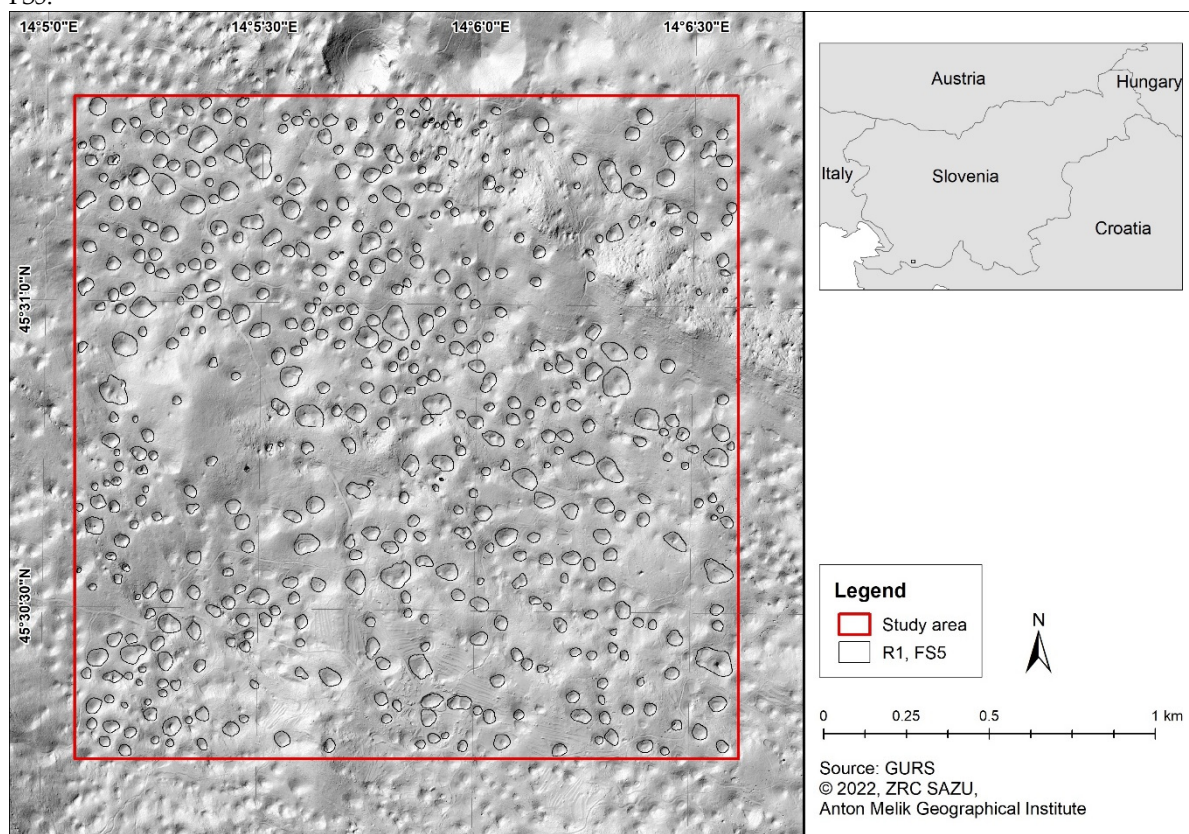 FS5.
14°5'0"E
14°5'30"E
14°6'0"E
14°6'30"E
45°31'0"N
45°30'30"N
Austria
Hungary
Italy
Slovenia
Croatia
Legend
Study area
R1, FS5
N
0 0.25 0.5 1 km
Source: GURS
© 2022, ZRC SAZU,
Anton Melik Geographical Institute